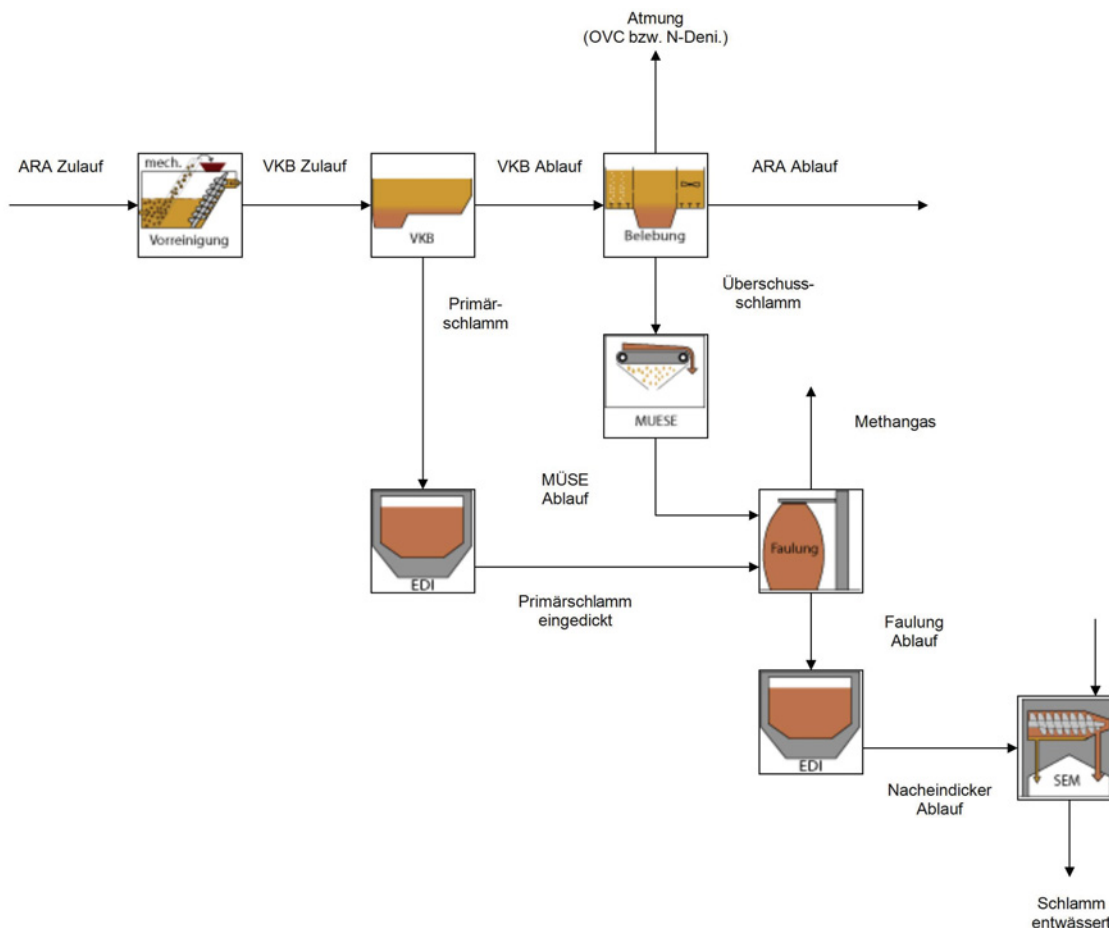 Atmung
(OVC bzw. N-Deni.)
ARA Zulauf
mech.
Vorreinigung
VKB Zulauf
VKB
VKB Ablauf
Belebung
ARA Ablauf
Primär-
schlamm
Überschuss-
schlamm
MUESE
Methangas
MÜSE
Ablauf
EDI
Faulung
Primärschlamm
eingedickt
Faulung
Ablauf
EDI
Nacheindicker
Ablauf
SEM
Schlamm
entwässert